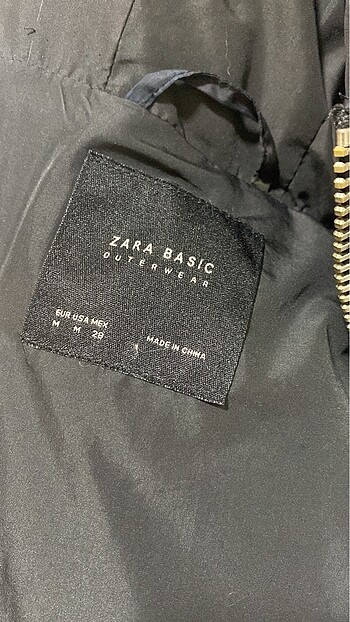 ZARA BASIC
OUTERWEAR
EUR USA MEX
M M 28
MADE IN CHINA